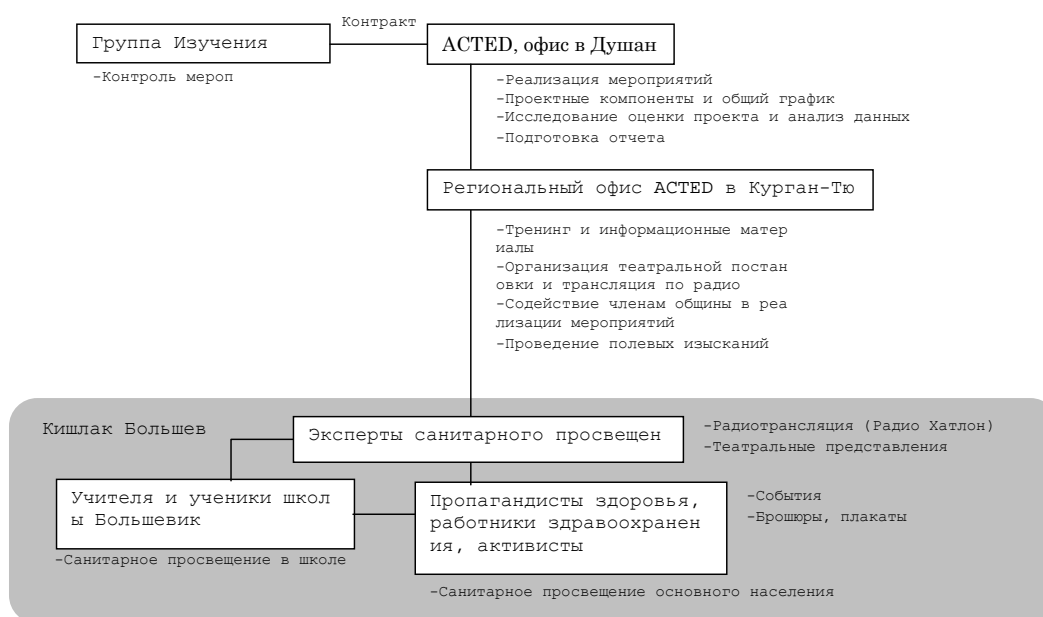 Контракт
Группа Изучения
ACTED, офис в Душан
-Контроль мероп
-Реализация мероприятий
-Проектные компоненты и общий график
-Исследование оценки проекта и анализ данных
-Подготовка отчета
Региональный офис ACTED в Курган-Тю
-Тренинг и информационные матер
иалы
-Организация театральной постан
овки и трансляция по радио
-Содействие членам общины в реа
лизации мероприятий
-Проведение полевых изысканий
Кишлак Большев
Эксперты санитарного просвещен
-Радиотрансляция (Радио Хатлон)
-Театральные представления
Учителя и ученики школ
ы Большевик
-Санитарное просвещение в школе
Пропагандисты здоровья,
работники здравоохранен
ия, активисты
-События
-Брошюры, плакаты
-Санитарное просвещение основного населения